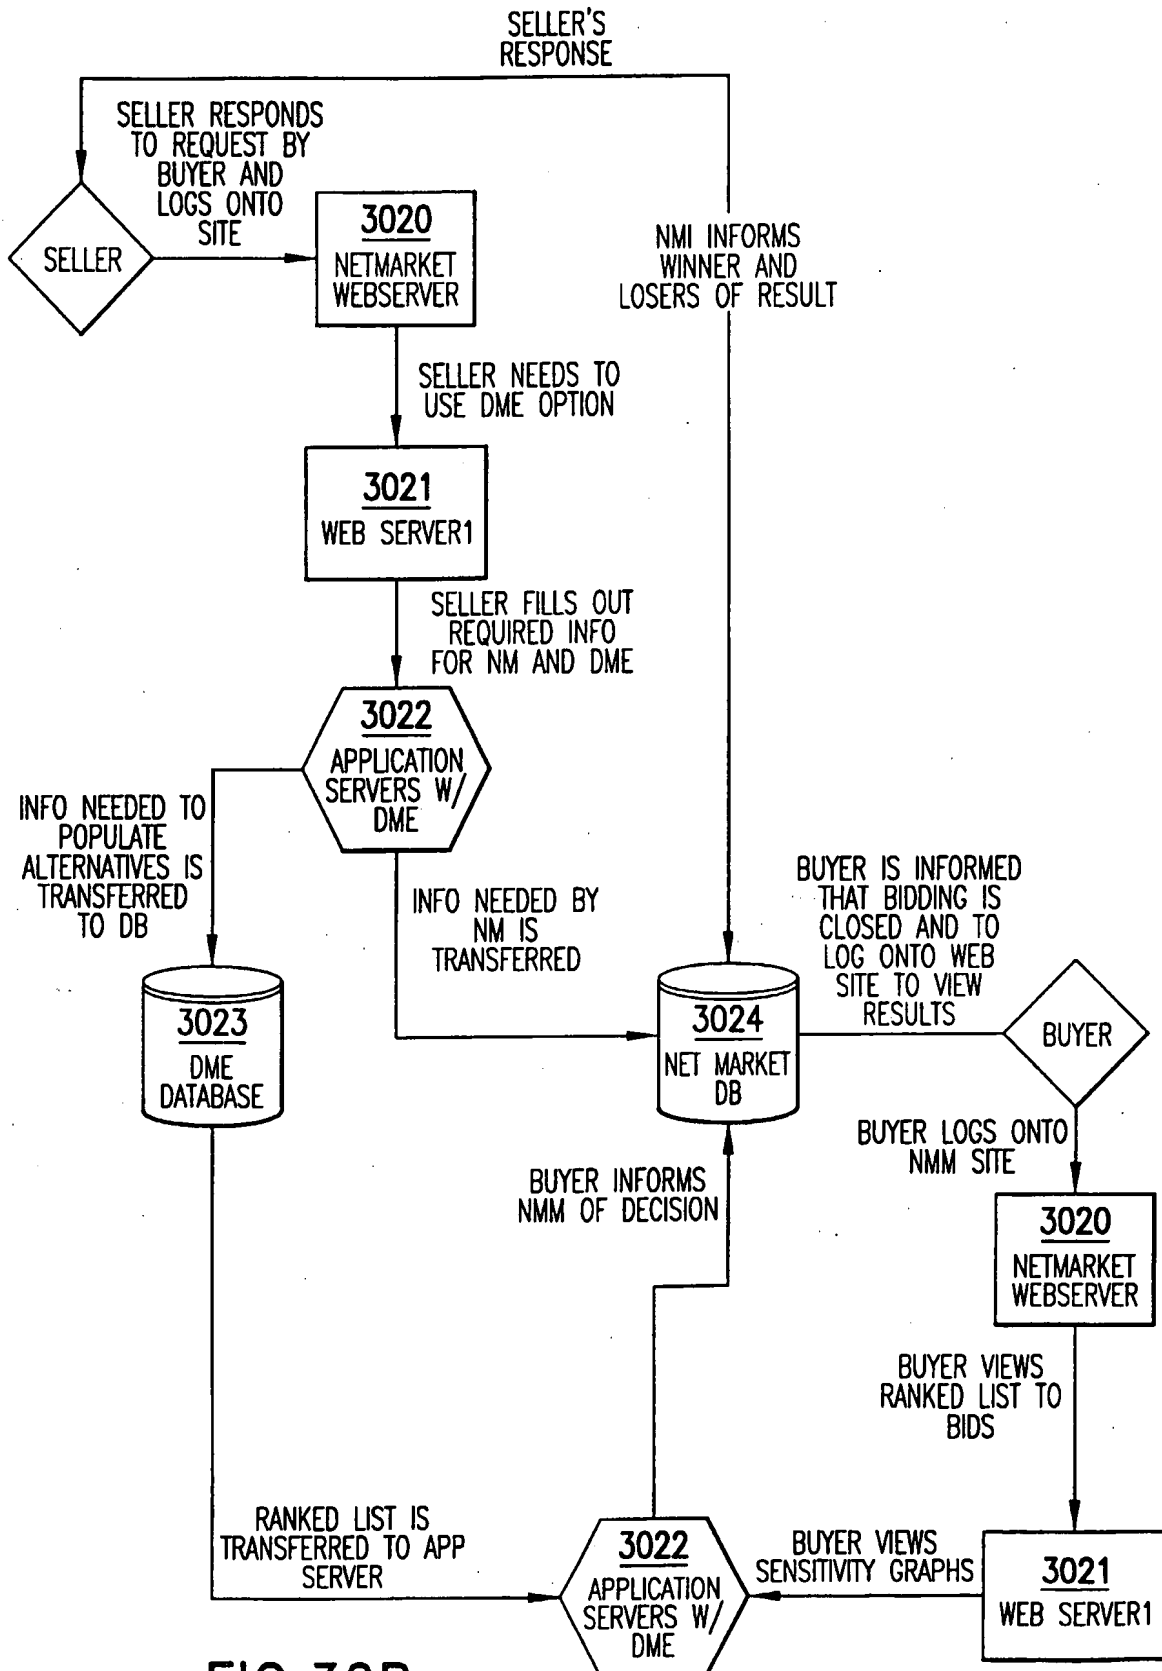 SELLER'S
RESPONSE
SELLER RESPONDS
TO REQUEST BY
BUYER AND
LOGS ONTO
SITE
SELLER
3020
NETMARKET
WEBSERVER
NMI INFORMS
WINNER AND
LOSERS OF RESULT
SELLER NEEDS TO
USE DME OPTION
3021
WEB SERVER1
SELLER FILLS OUT
REQUIRED INFO
FOR NM AND DME
3022
APPLICATION
SERVERS W/
DME
INFO NEEDED TO
POPULATE
ALTERNATIVES IS
TRANSFERRED
TO DB
INFO NEEDED BY
NM IS
TRANSFERRED
BUYER IS INFORMED
THAT BIDDING IS
CLOSED AND TO
LOG ONTO WEB
SITE TO VIEW
RESULTS
3023
DME
DATABASE
3024
NET MARKET
DB
BUYER
BUYER LOGS ONTO
NMM SITE
BUYER INFORMS
NMM OF DECISION
3020
NETMARKET
WEBSERVER
BUYER VIEWS
RANKED LIST TO
BIDS
RANKED LIST IS
TRANSFERRED TO APP
SERVER
3022
APPLICATION
SERVERS W/
DME
BUYER VIEWS
SENSITIVITY GRAPHS
3021
WEB SERVER1